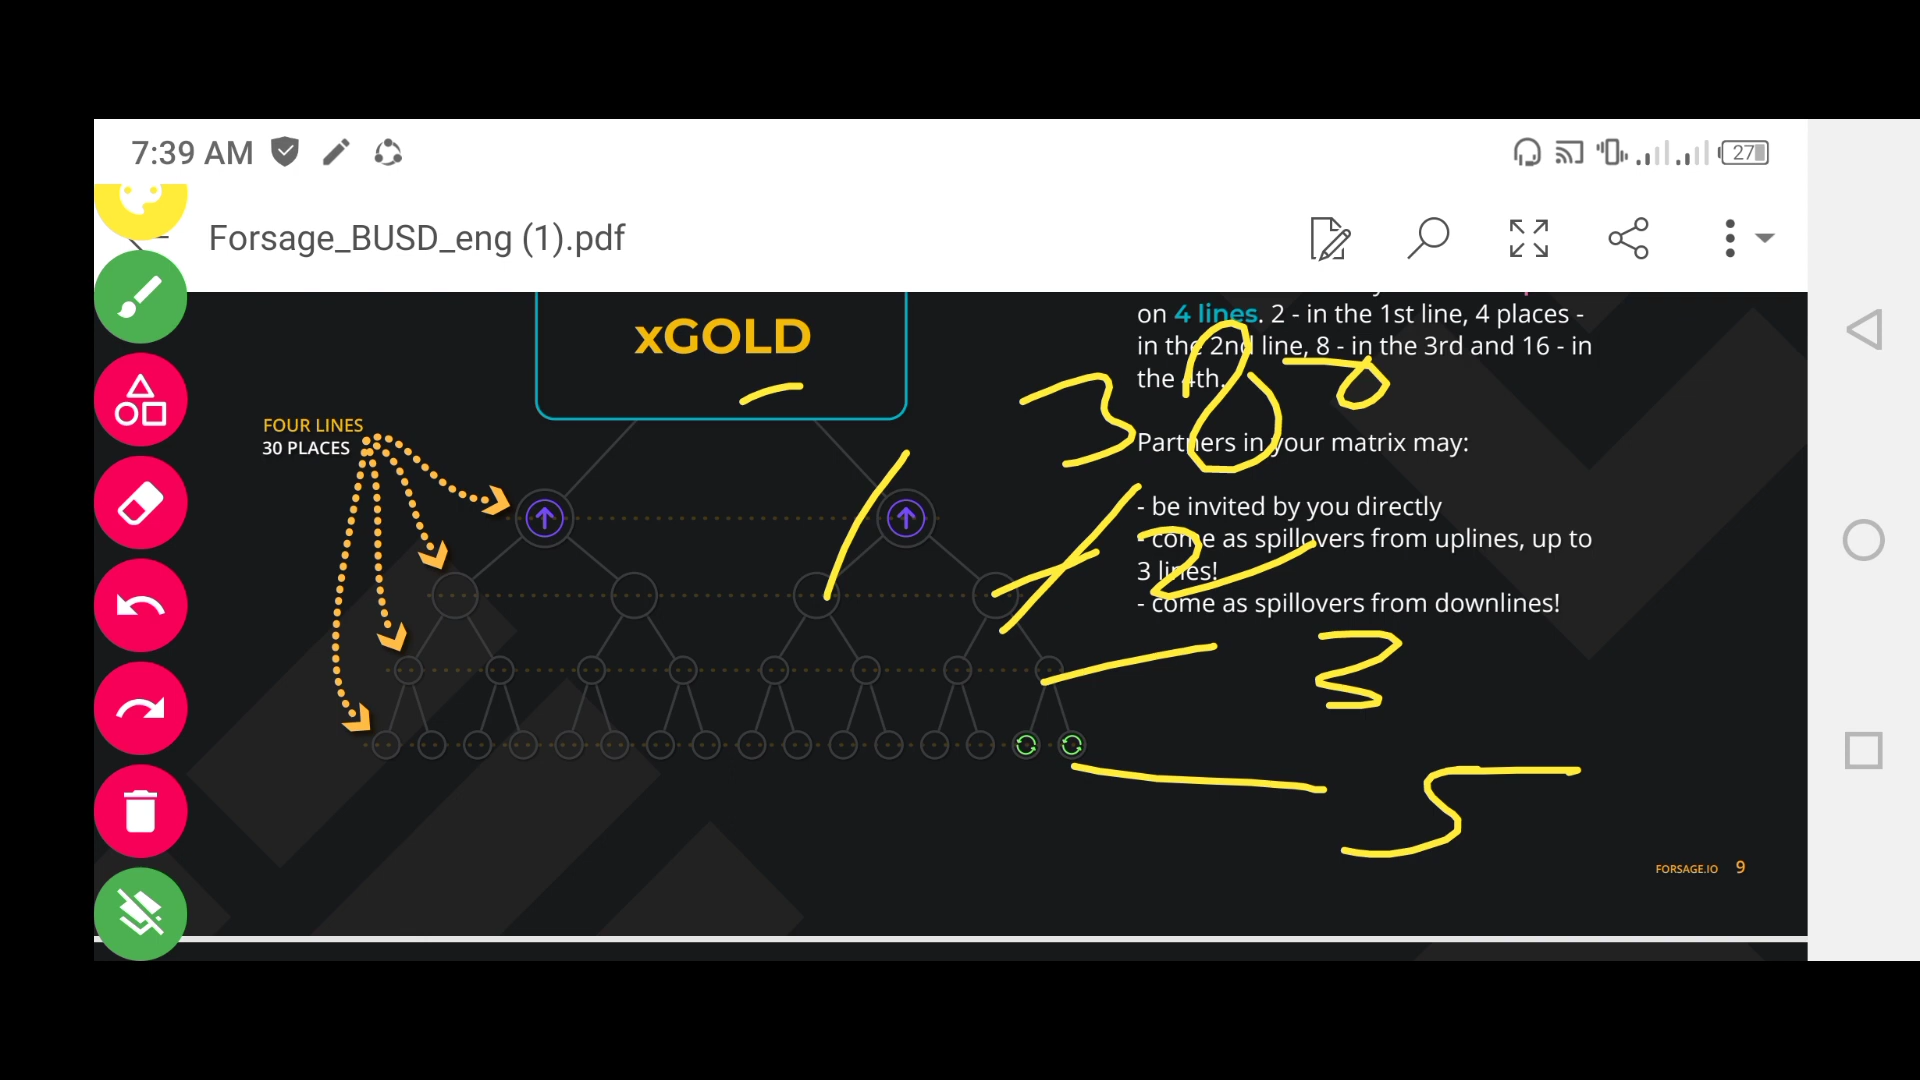 7:39 AM
27
Forsage_BUSD_eng (1).pdf
xGOLD
on 4 lines. 2 - in the 1st line, 4 places -
in the 2nd line, 8 - in the 3rd and 16 - in
the 4th.
FOUR LINES
30 PLACES
Partners in your matrix may:
- be invited by you directly
- come as spillovers from uplines, up to
3 lines!
- come as spillovers from downlines!
3
FORSAGE.IO 9